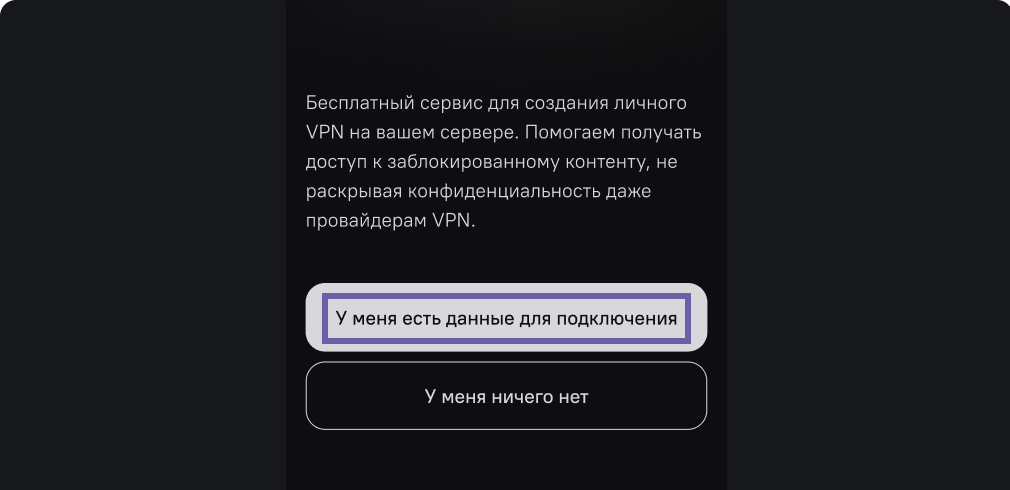 Бесплатный сервис для создания личного
VPN на вашем сервере. Помогаем получать
доступ к заблокированному контенту, не
раскрывая конфиденциальность даже
провайдерам VPN.
У меня есть данные для подключения
У меня ничего нет